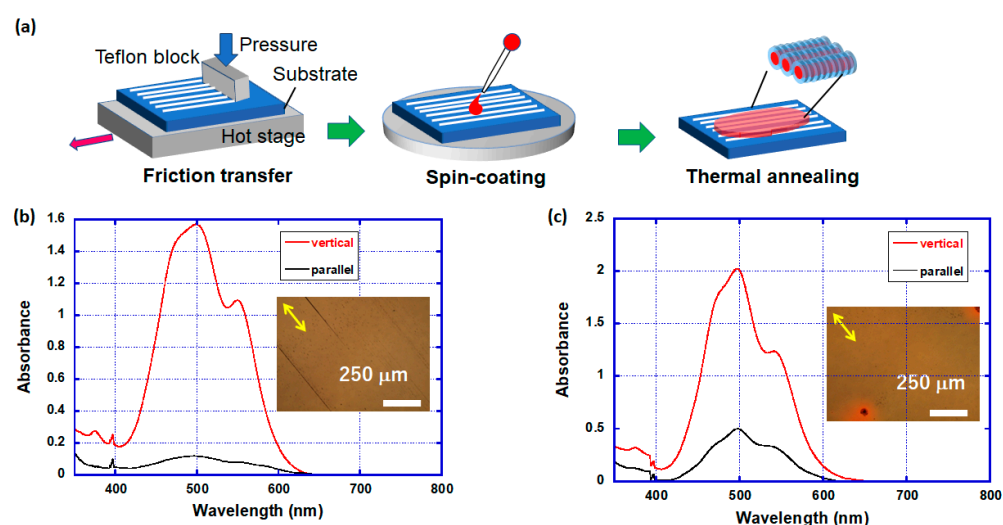 (a)
Pressure
Teflon block
Substrate
Hot stage
Friction transfer
Spin-coating
Thermal annealing
(b)
1.6
1.4
1.2
1
0.8
0.6
0.4
0.2
0
Absorbance
vertical
parallel
250 μm
400
500
600
700
800
Wavelength (nm)
(c)
2.5
2
1.5
1
0.5
0
Absorbance
vertical
parallel
250 μm
400
500
600
700
800
Wavelength (nm)